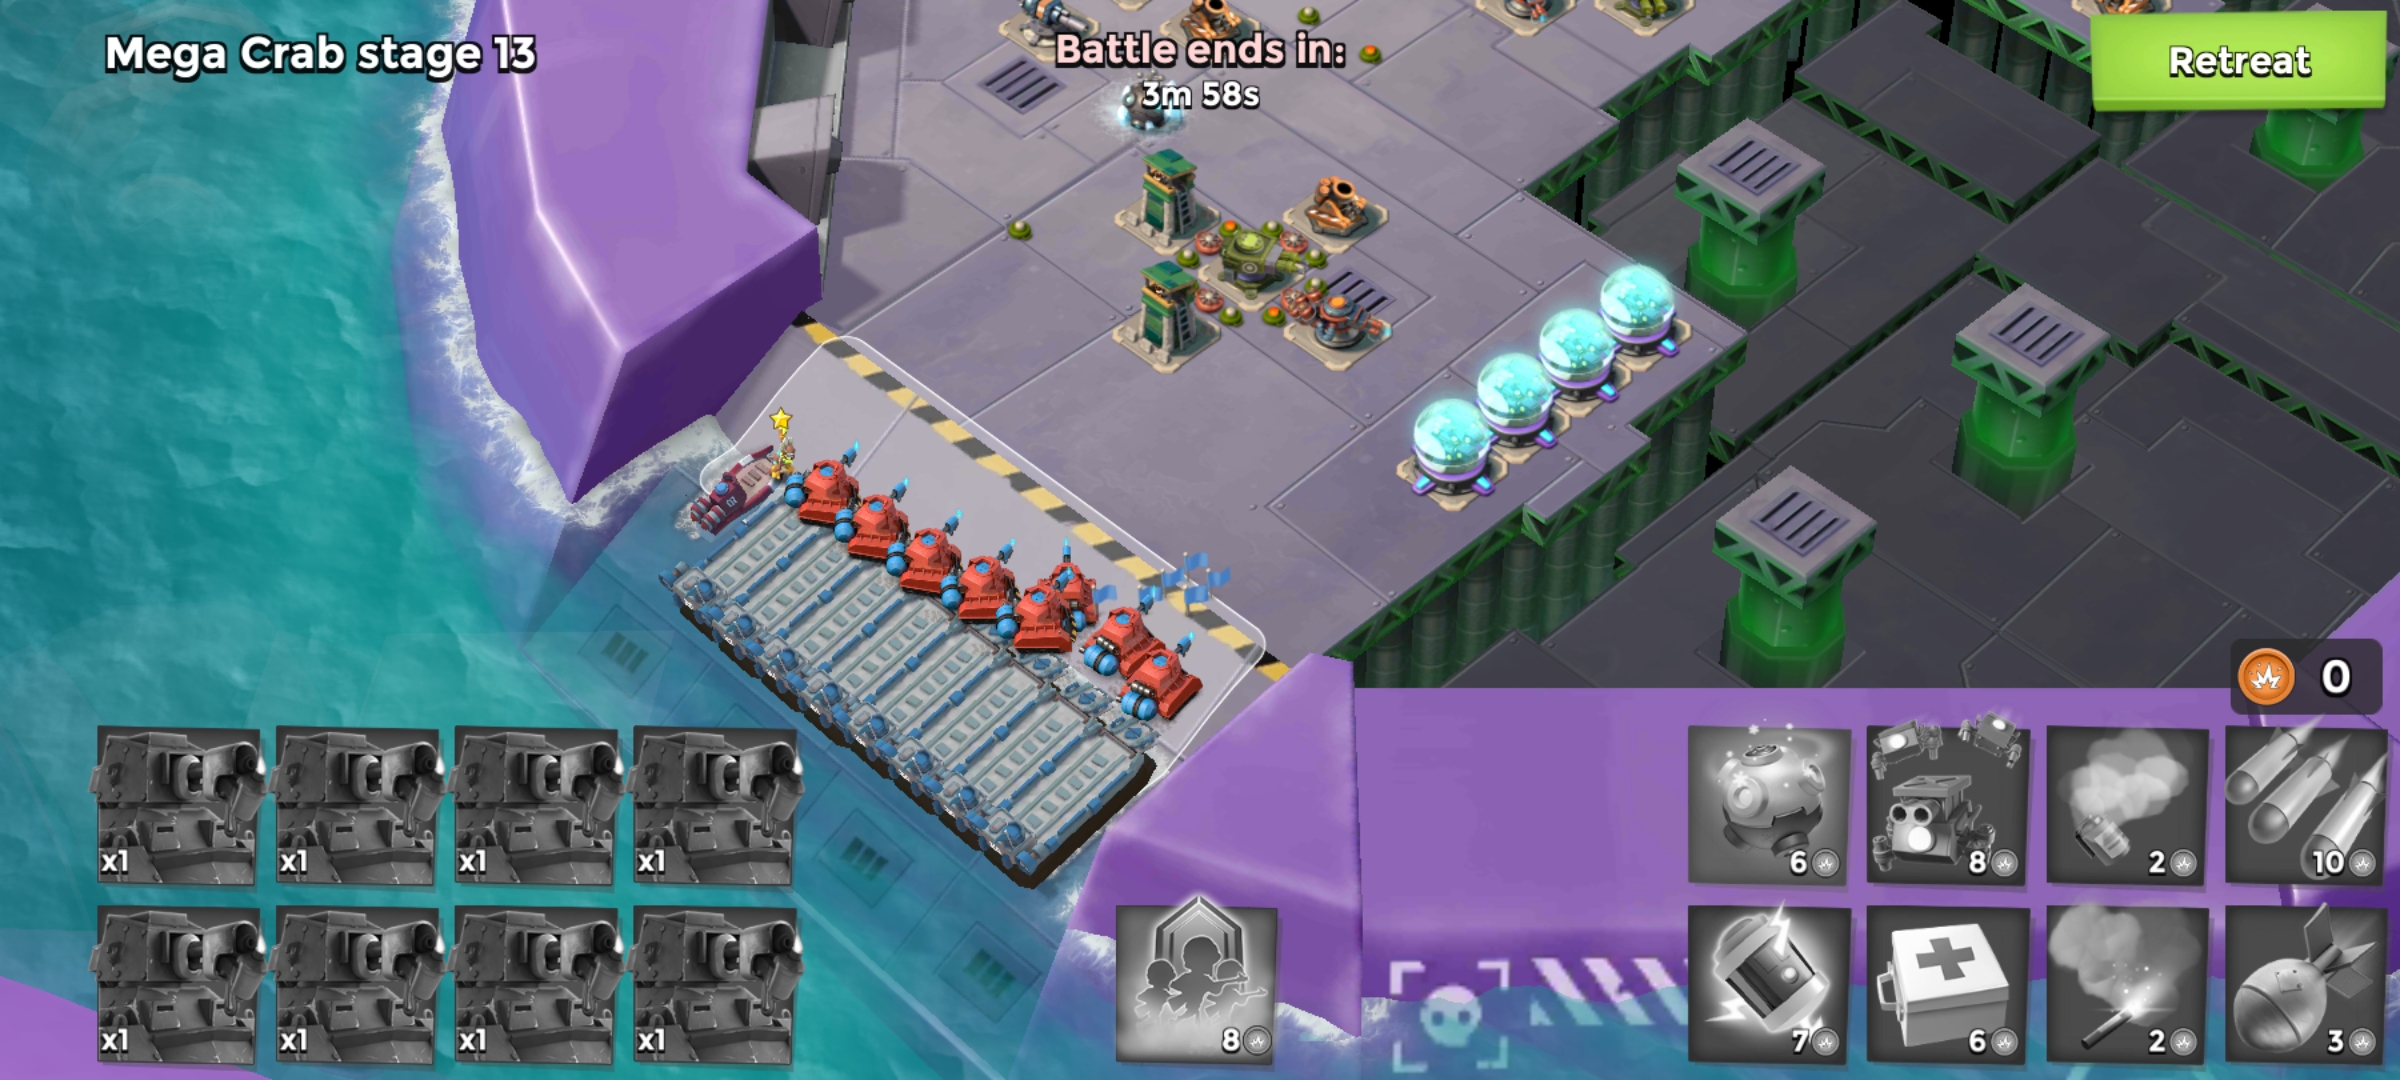 Mega Crab stage 13
Battle ends in:
3m 58s
Retreat
0
x1 x1 x1 x1
6 8 2 10
x1 x1 x1 x1
8
7 6 2 3